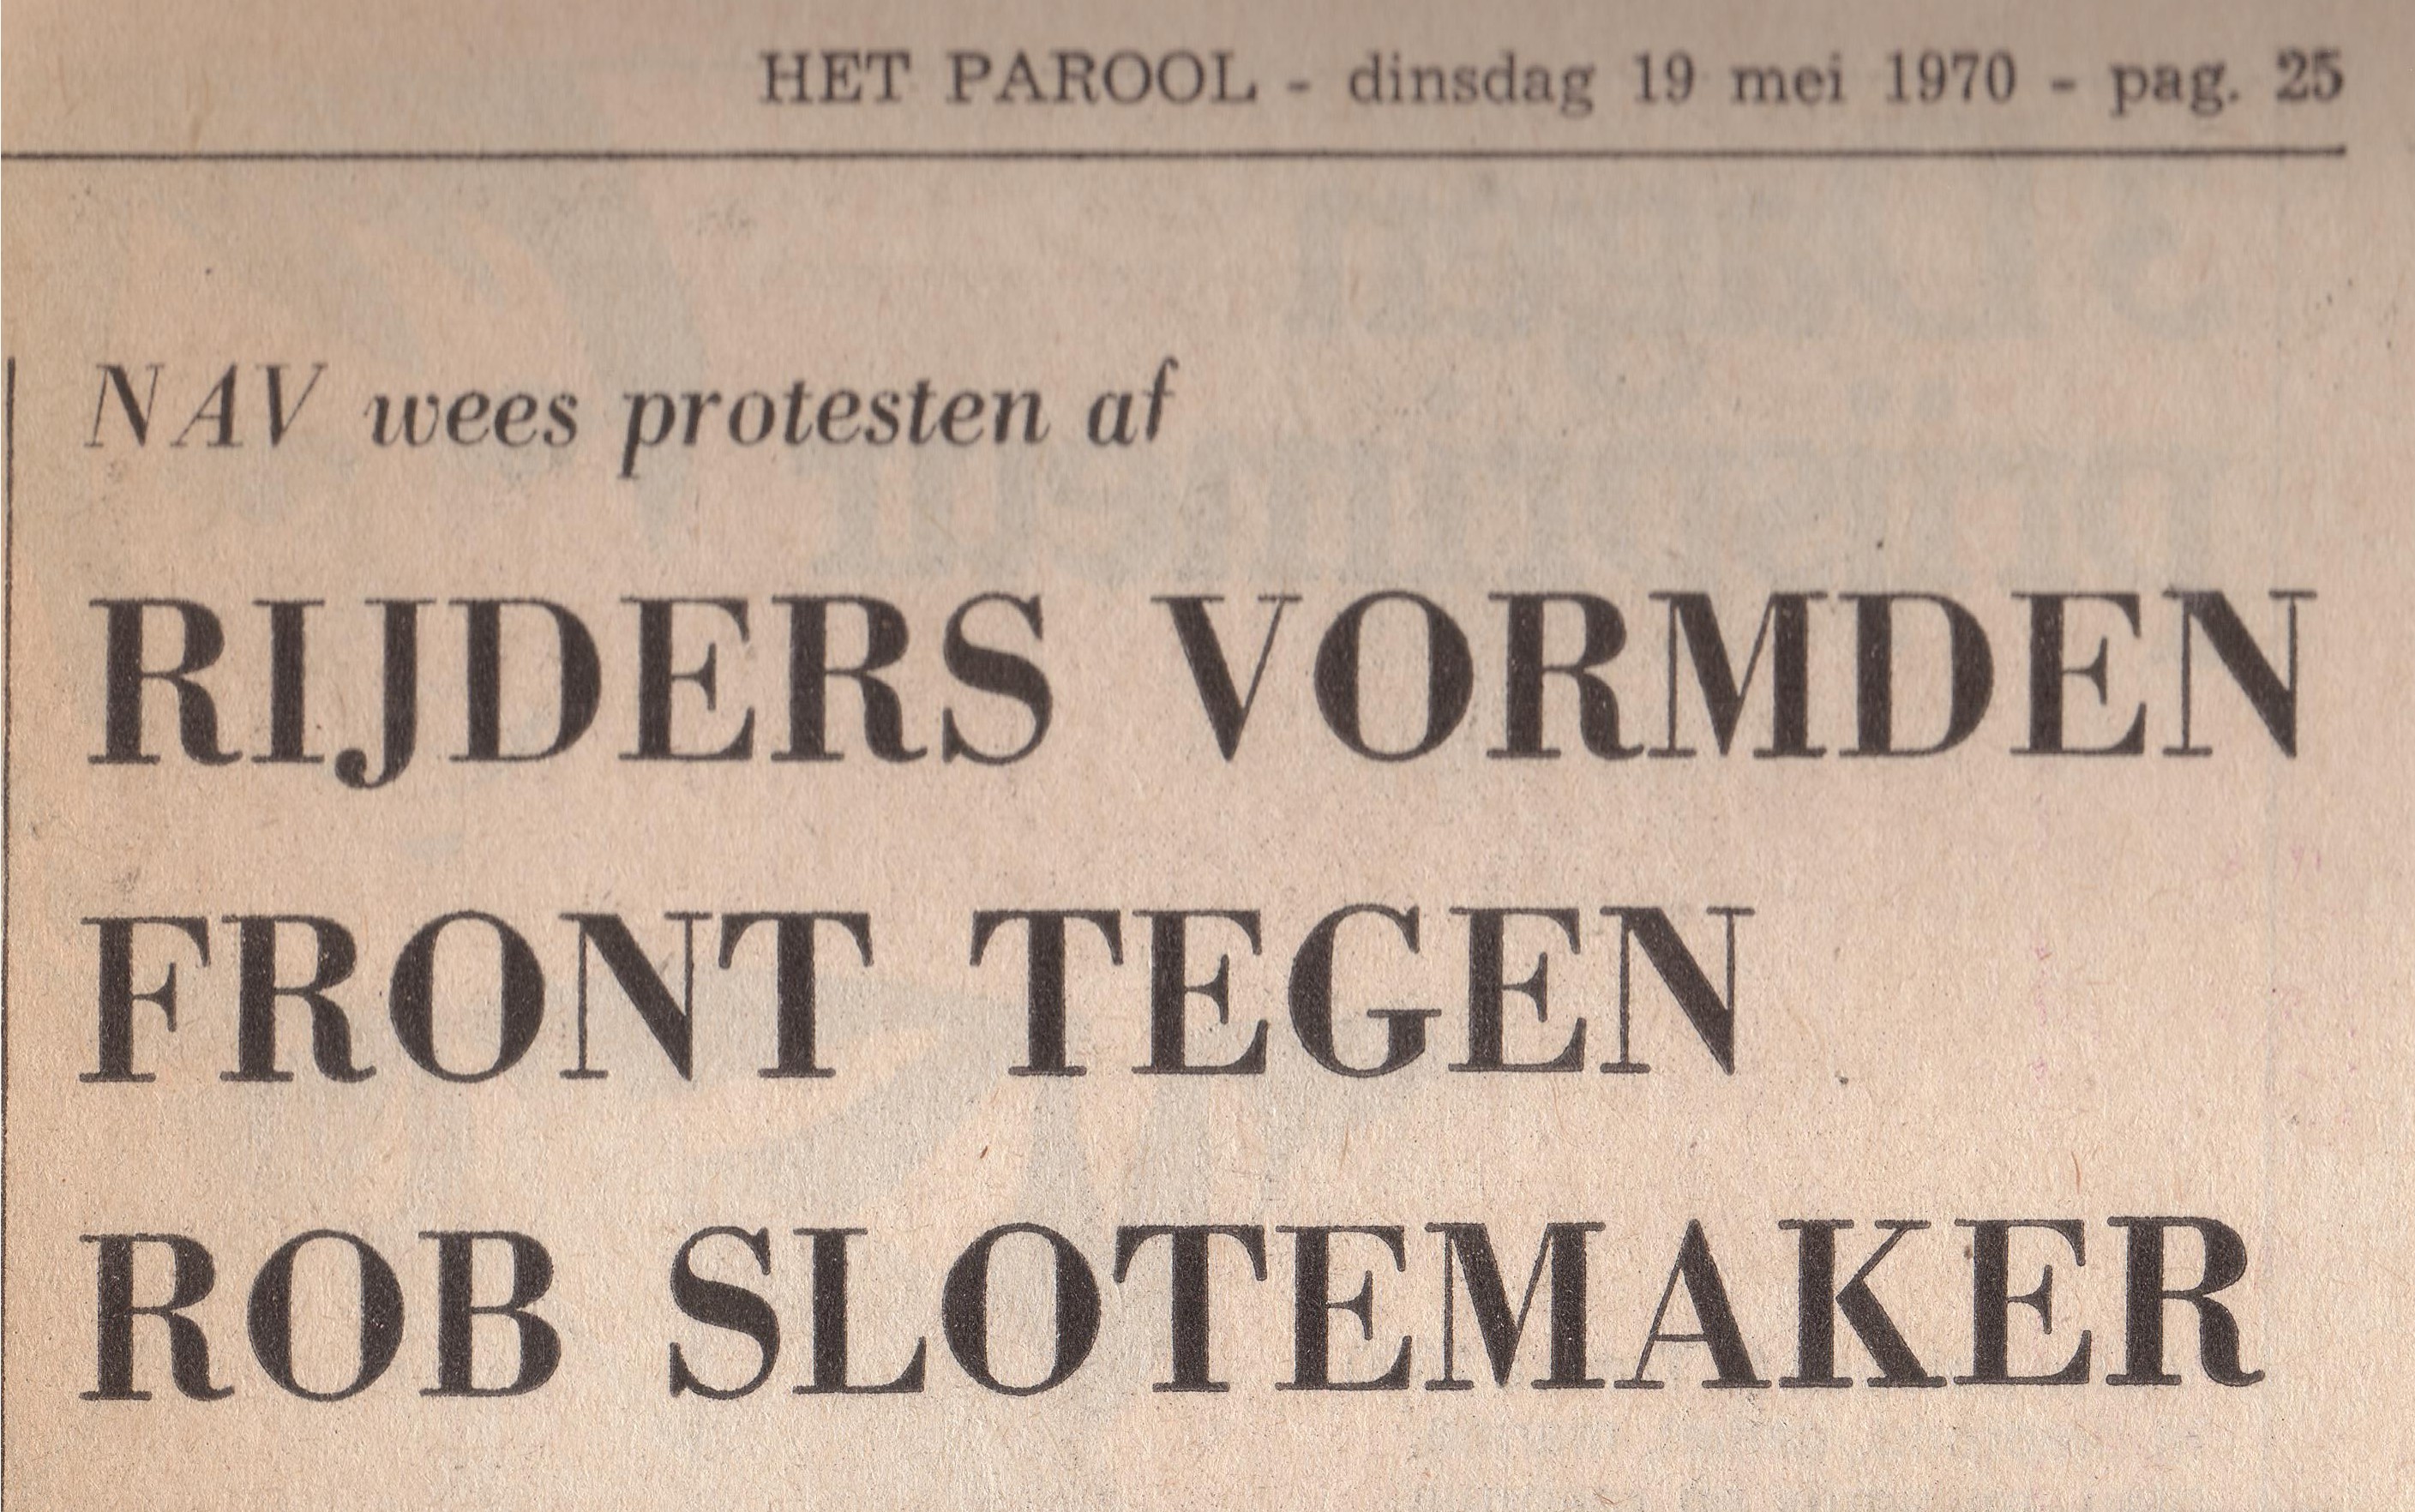 HET PAROOL - dinsdag 19 mei 1970 - pag. 25
NAV wees protesten af
RIJDERS VORMDEN
FRONT TEGEN
ROB SLOTEMAKER